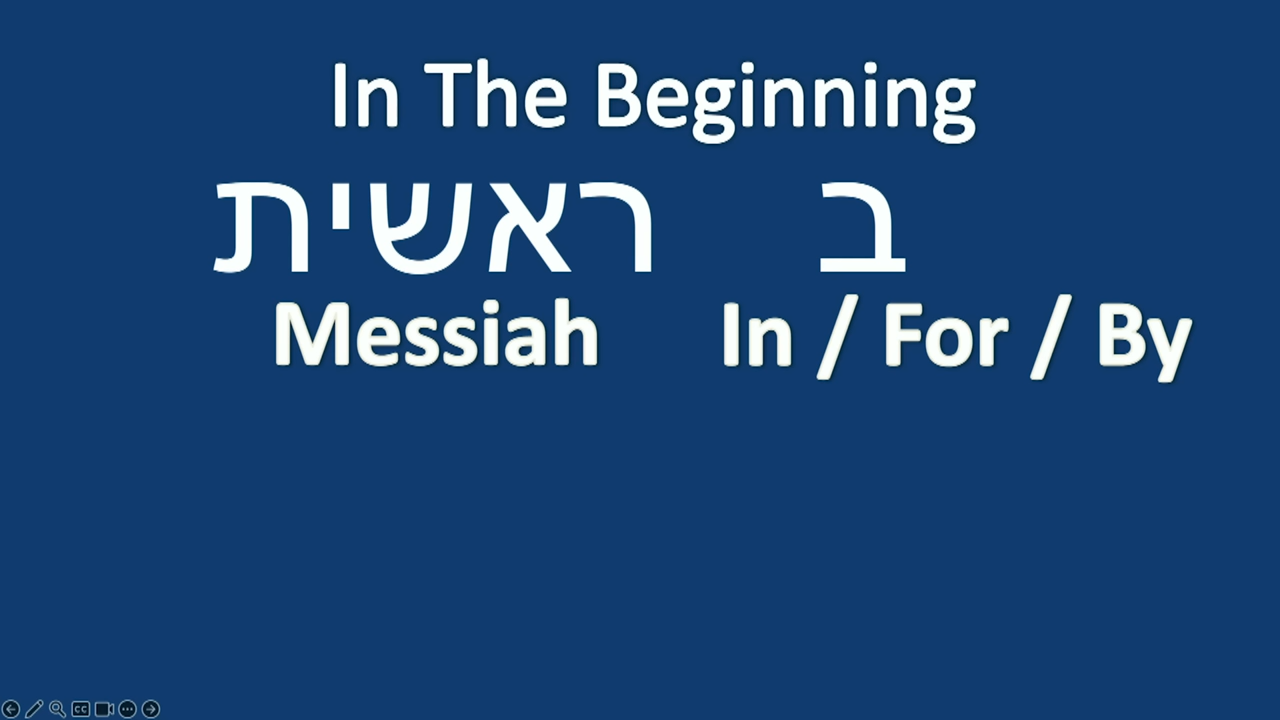 In The Beginning
ב ראשית
Messiah In / For / By